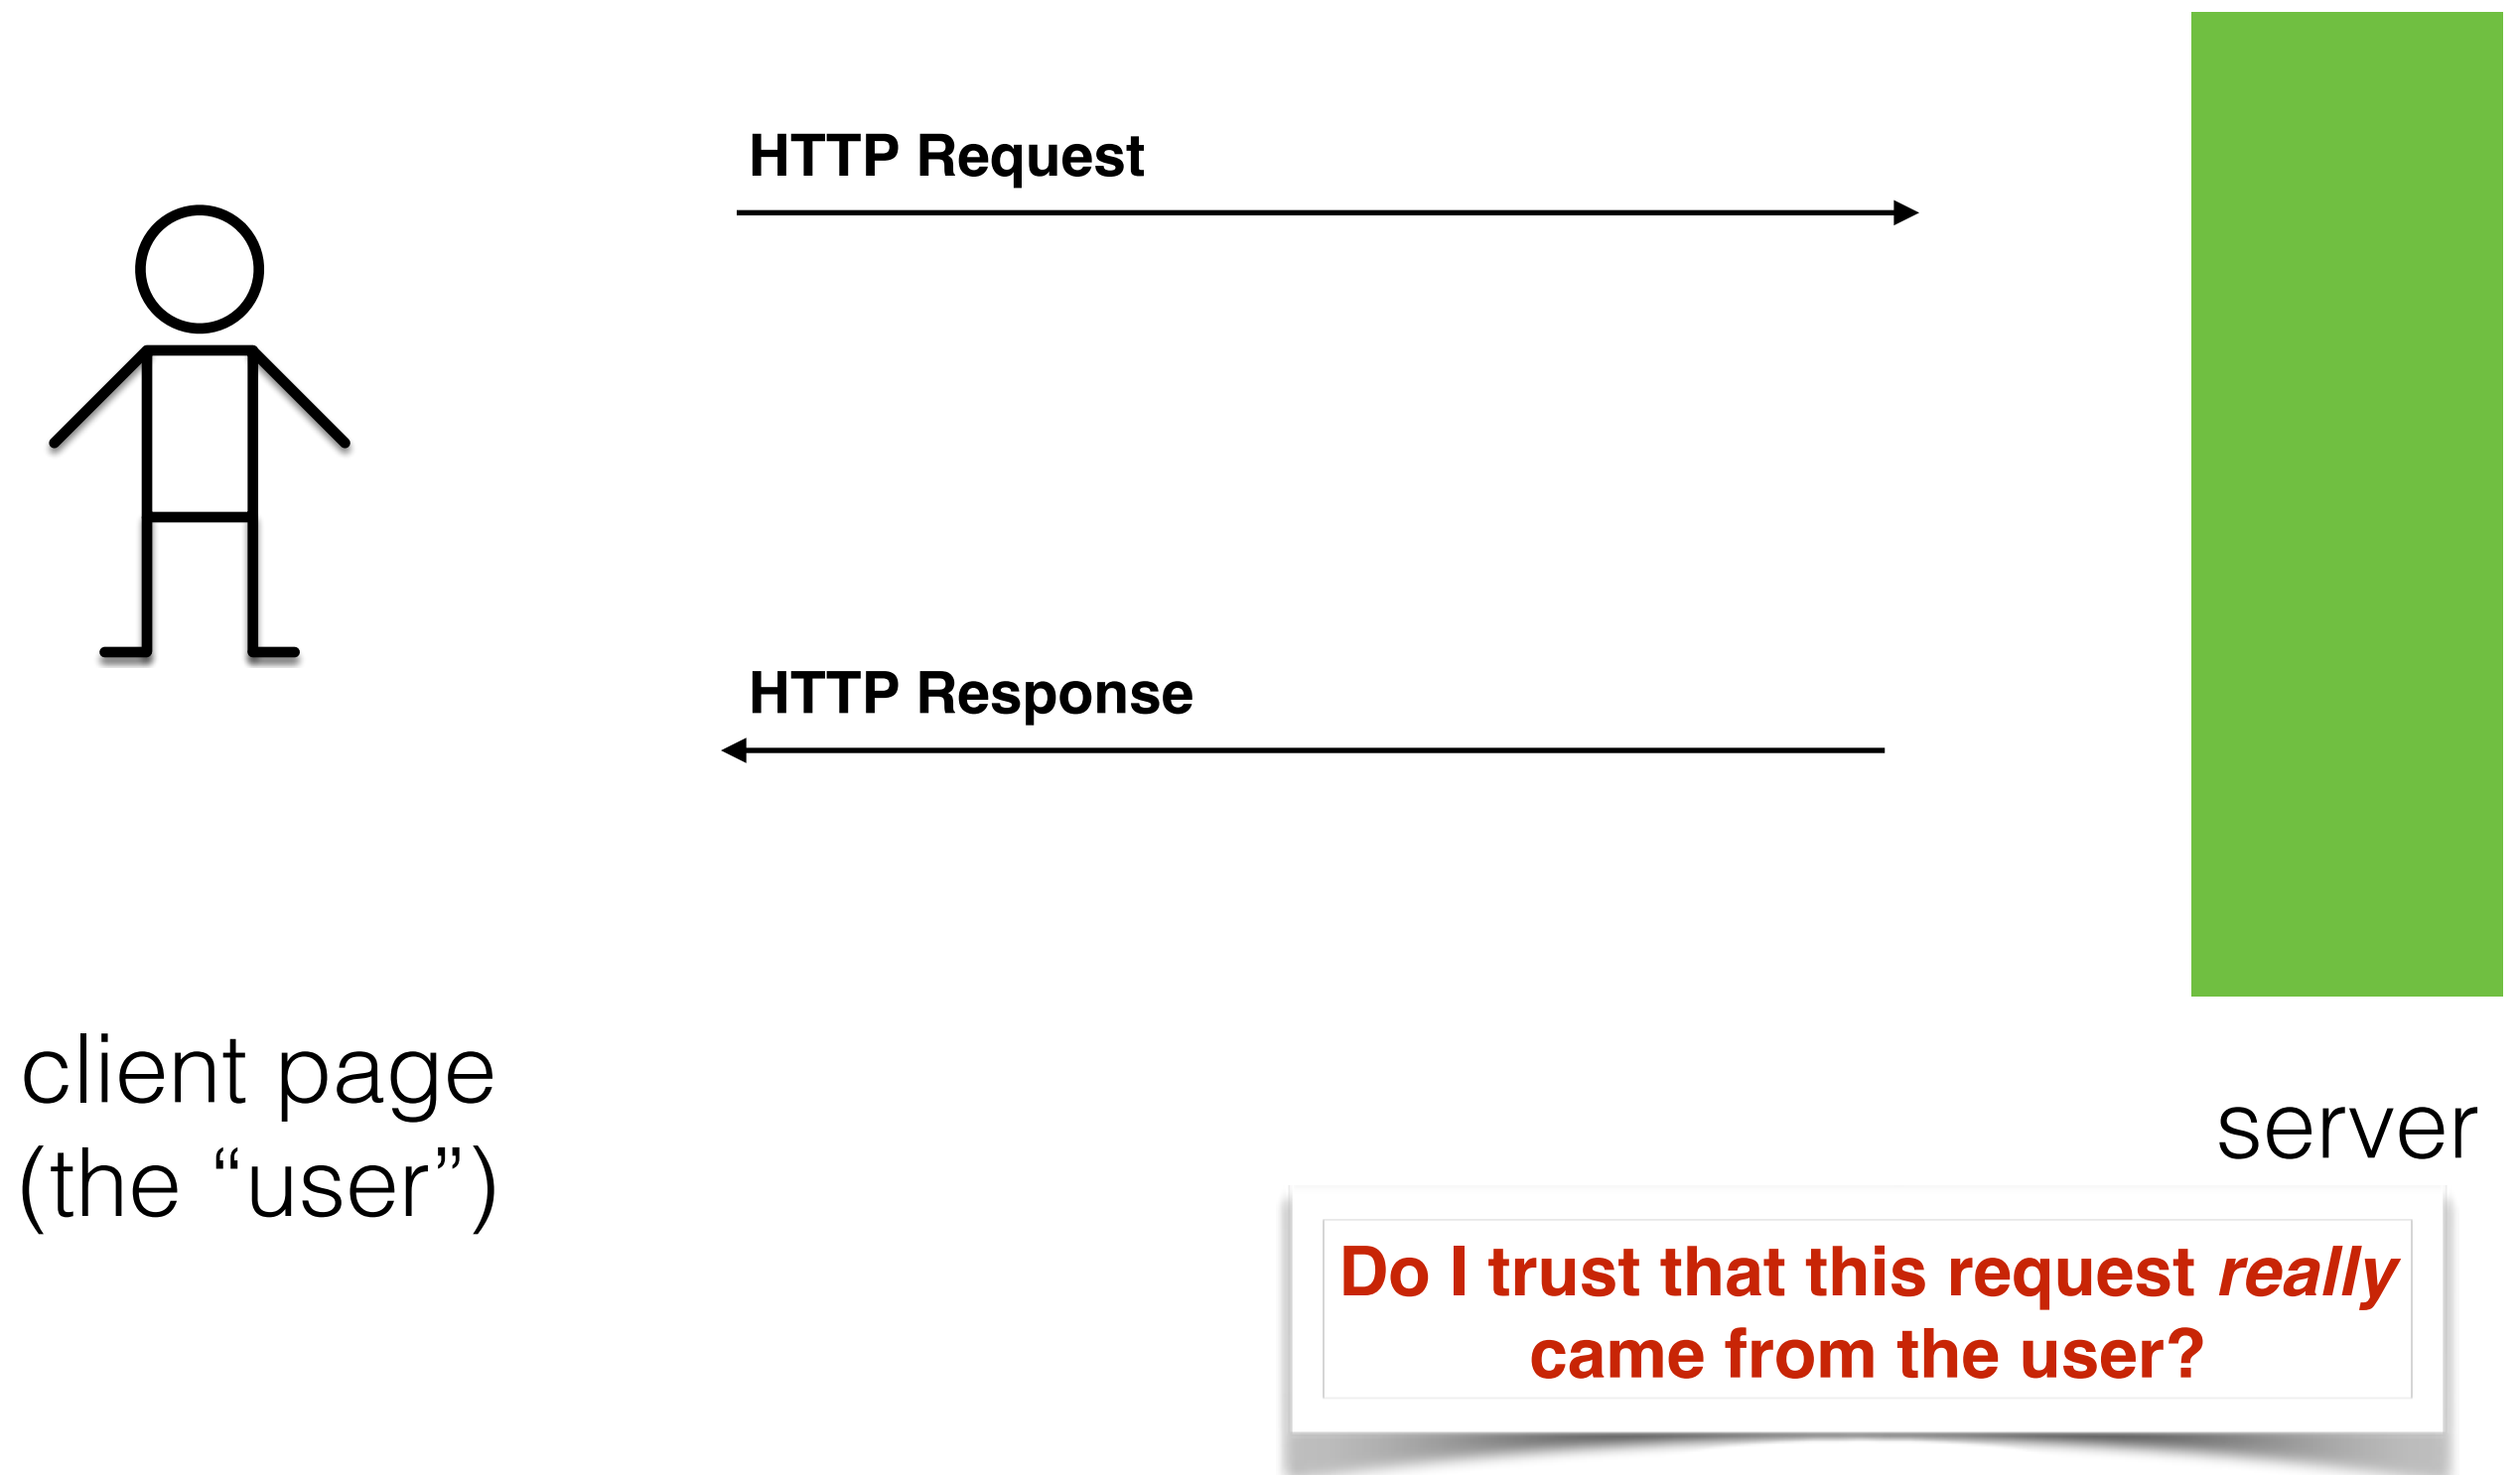 HTTP Request
HTTP Response
client page
(the “user”)
server
Do I trust that this request really
came from the user?